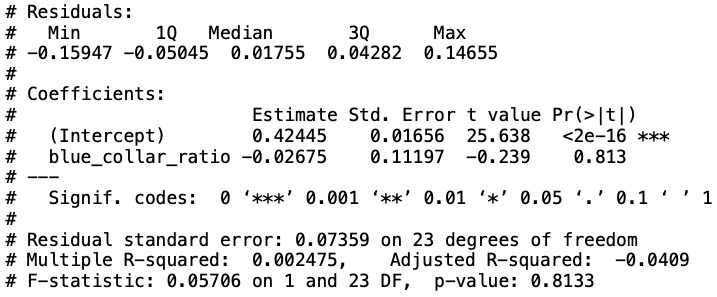 # Residuals:
#   Min      1Q   Median      3Q     Max
# -0.15947 -0.05045  0.01755  0.04282  0.14655
#
# Coefficients:
#                    Estimate Std. Error t value Pr(>|t|)
#   (Intercept)       0.42445    0.01656  25.638   <2e-16 ***
#   blue_collar_ratio -0.02675    0.11197  -0.239    0.813
# ---
#   Signif. codes:  0 ‘***’ 0.001 ‘**’ 0.01 ‘*’ 0.05 ‘.’ 0.1 ‘ ’ 1
#
# Residual standard error: 0.07359 on 23 degrees of freedom
# Multiple R-squared:  0.002475,    Adjusted R-squared:  -0.0409
# F-statistic: 0.05706 on 1 and 23 DF,  p-value: 0.8133